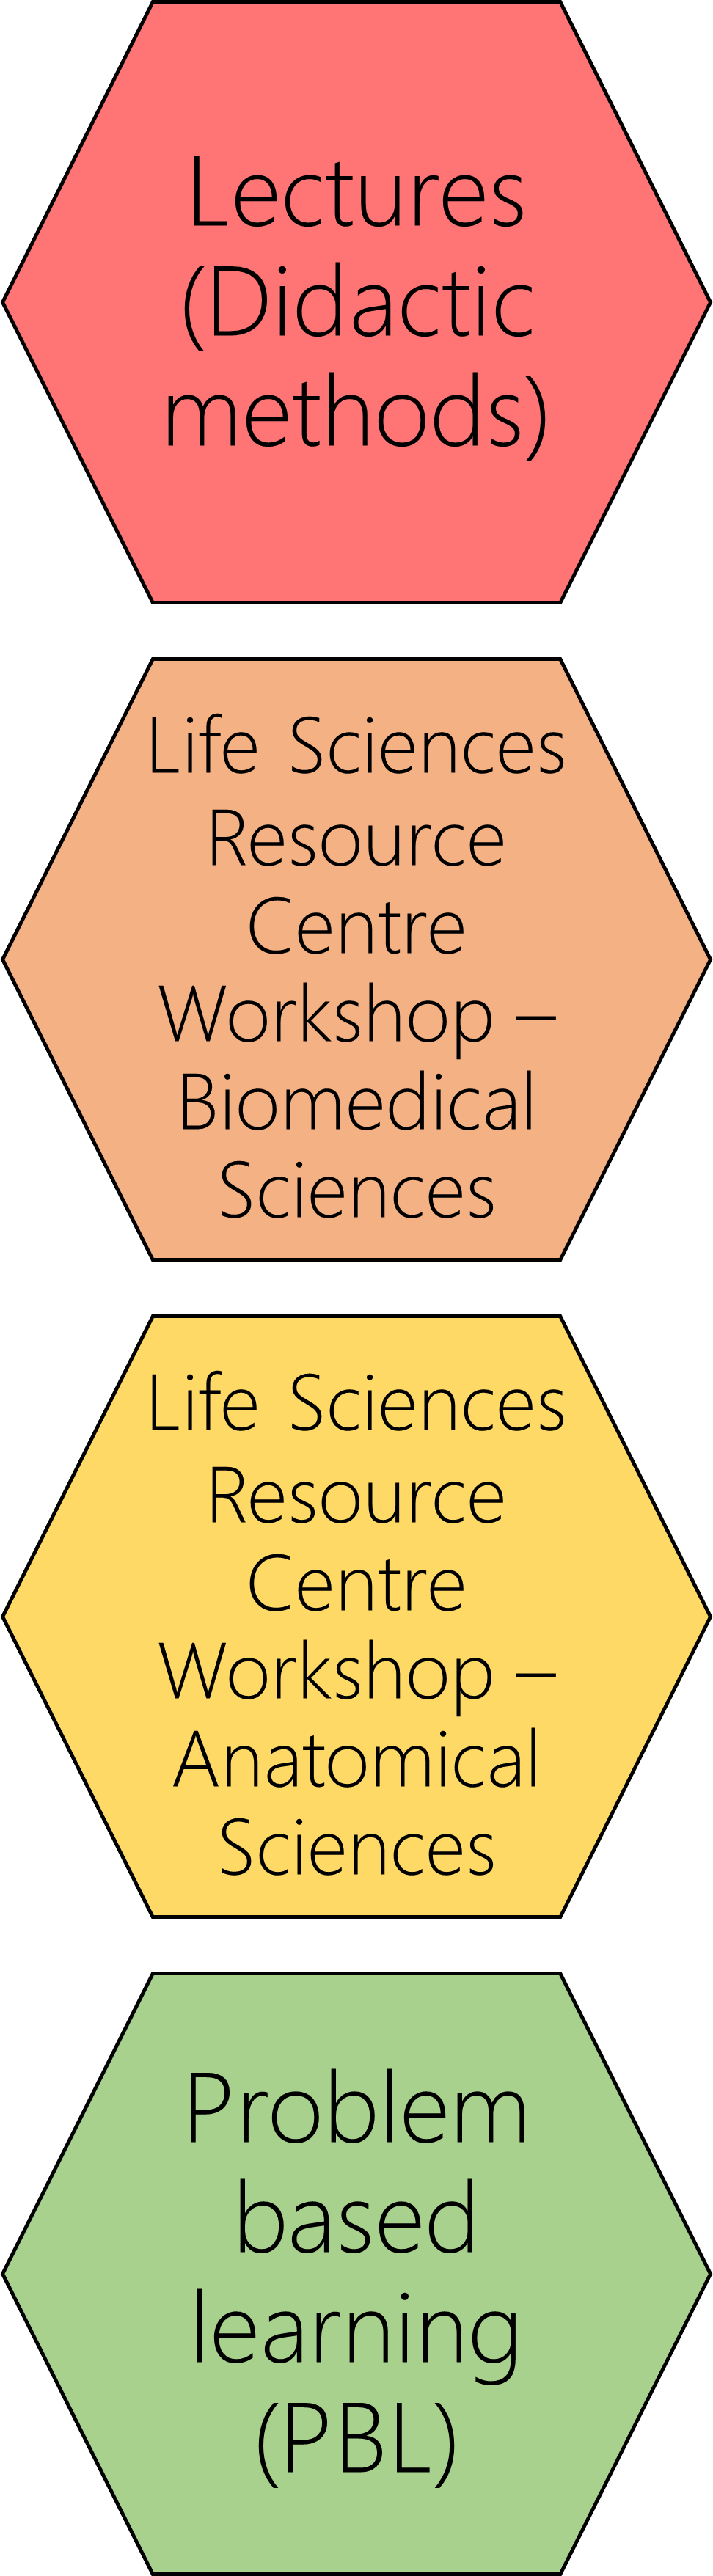 Lectures
(Didactic
methods)
Life Sciences
Resource
Centre
Workshop –
Biomedical
Sciences
Life Sciences
Resource
Centre
Workshop –
Anatomical
Sciences
Problem
based
learning
(PBL)